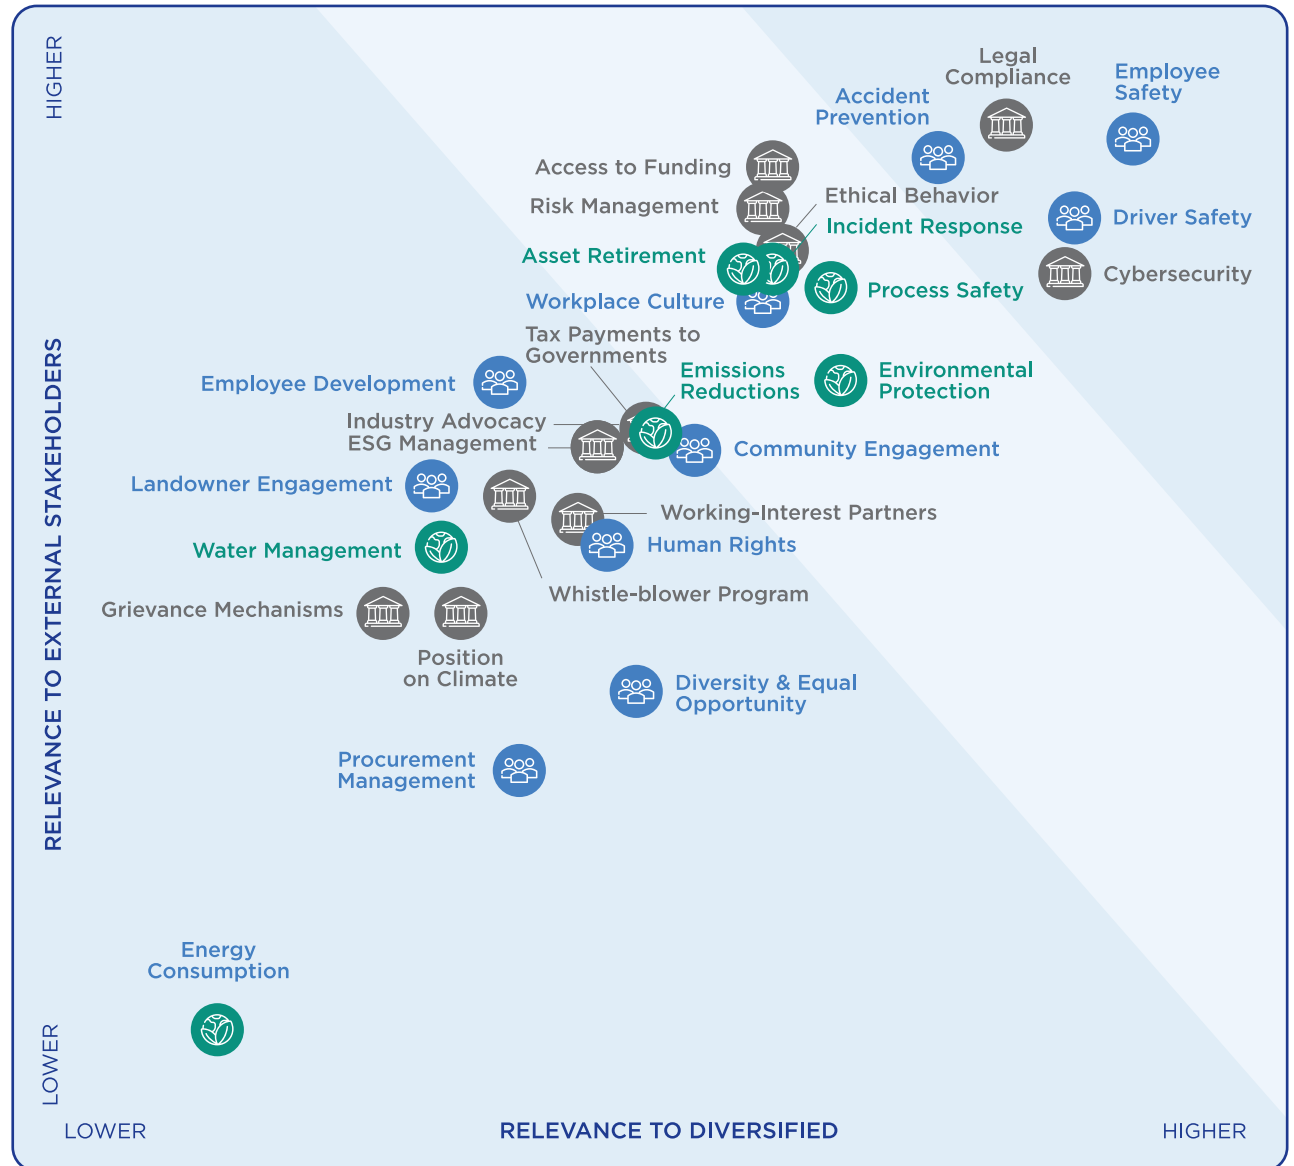 HIGHER
Legal
Compliance
Employee
Safety
Accident
Prevention
Access to Funding
Risk Management
Ethical Behavior
Incident Response
Driver Safety
Asset Retirement
Cybersecurity
Process Safety
Workplace Culture
Tax Payments to
Governments
Emissions
Reductions
Environmental
Protection
Employee Development
Industry Advocacy
ESG Management
Community Engagement
Landowner Engagement
Working-Interest Partners
Human Rights
Water Management
Whistle-blower Program
Grievance Mechanisms
Position
on Climate
Diversity & Equal
Opportunity
Procurement
Management
RELEVANCE TO EXTERNAL STAKEHOLDERS
Energy
Consumption
LOWER
LOWER
RELEVANCE TO DIVERSIFIED
HIGHER